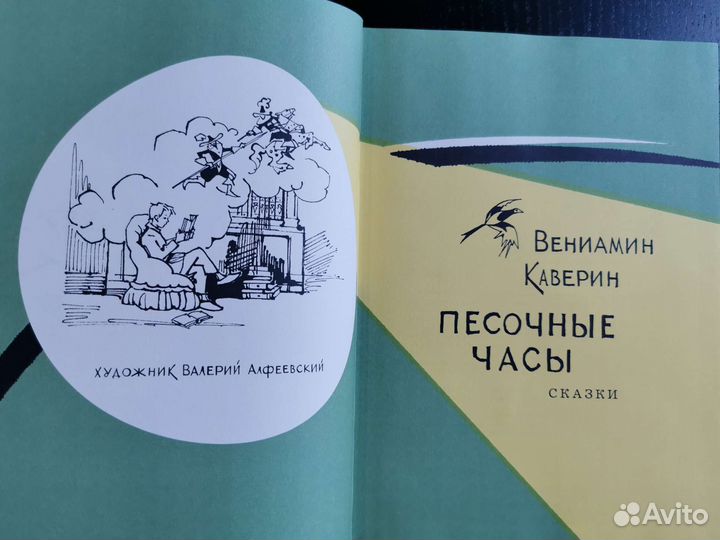 ХУДОЖНИК ВАЛЕРИЙ АЛФЕЕВСКИЙ
ВЕНИАМИН
КАВЕРИН
ПЕСОЧНЫЕ
ЧАСЫ
СКАЗКИ
Avito